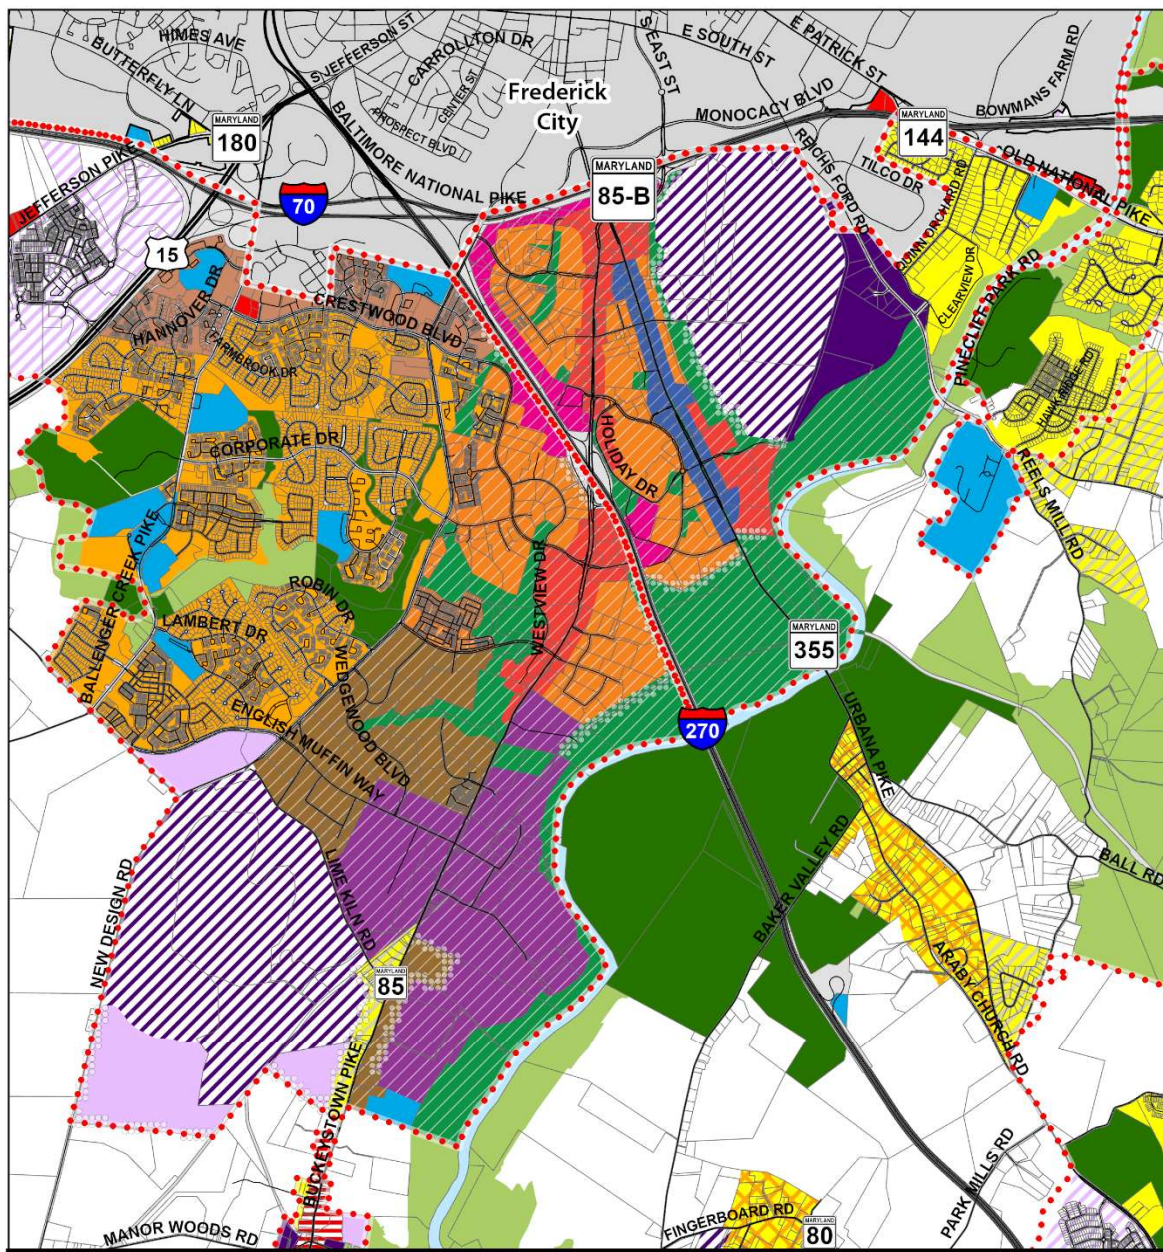 HIMES AVE
BUTTERFLY LN
S JEFFERSON ST
CARROLLTON DR
CENTER ST
PROSPECT BLVD
Frederick
City
S EAST ST
E SOUTH ST
E PATRICK ST
BOWMANS FARM RD
MONOCACY BLVD
BALTIMORE NATIONAL PIKE
MARYLAND
180
MARYLAND
144
OLD NATIONAL PIKE
MARYLAND
85-B
REICHS FORD RD
TILCO DR
QUINN ORCHARD RD
CLEARVIEW DR
PINECLIFF PARK RD
JEFFERSON PIKE
70
15
HANNOVER DR
CRESTWOOD BLVD
FARMBROOK DR
CORPORATE DR
HOLIDAY DR
HAWK RIDGE RD
REELS MILL RD
BALLENGER CREEK PIKE
ROBIN DR
LAMBERT DR
WESTVIEW DR
WEDGEWOOD BLVD
ENGLISH MUFFIN WAY
MARYLAND
355
270
URBANA PIKE
BALL RD
BAKER VALLEY RD
ARABY CHURCH RD
NEW DESIGN RD
LIME KILN RD
MARYLAND
85
BUCKEYSTOWN PIKE
MANOR WOODS RD
FINGERBOARD RD
MARYLAND
80
PARK MILLS RD